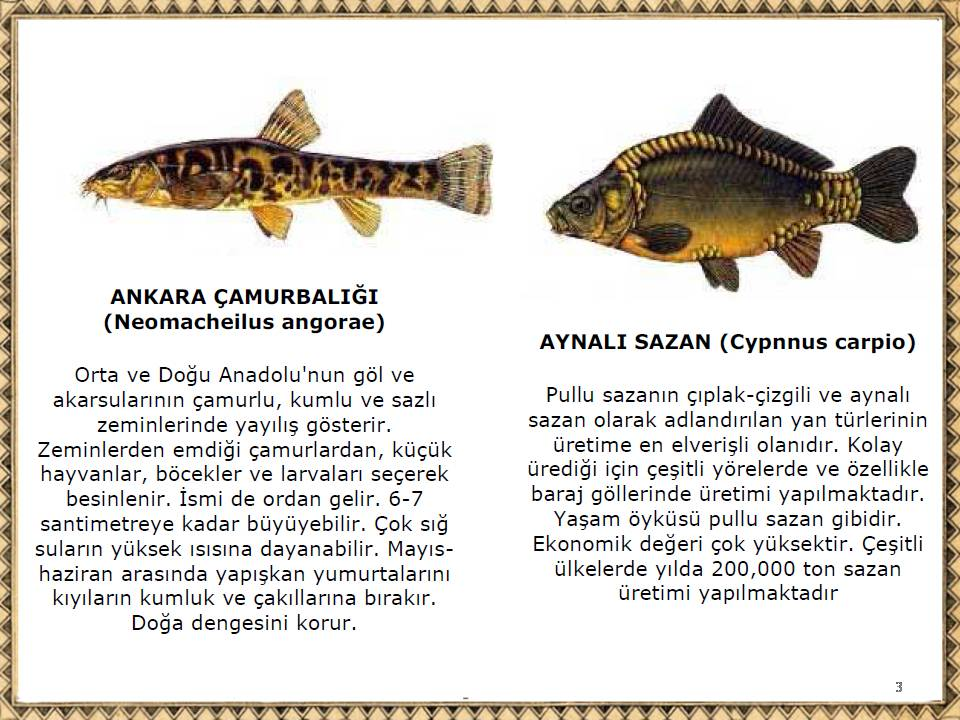 ANKARA ÇAMURBALIĞI
(Neomacheilus angorae)
Orta ve Doğu Anadolu'nun göl ve
akarsularının çamurlu, kumlu ve sazlı
zeminlerinde yayılış gösterir.
Zeminlerden emdiği çamurlardan, küçük
hayvanlar, böcekler ve larvaları seçerek
besinlenir. İsmi de ordan gelir. 6-7
santimetreye kadar büyüyebilir. Çok sığ
suların yüksek ısısına dayanabilir. Mayıs-
haziran arasında yapışkan yumurtalarını
kıyıların kumluk ve çakıllarına bırakır.
Doğa dengesini korur.
AYNALI SAZAN (Cypnnus carpio)
Pullu sazanın çıplak-çizgili ve aynalı
sazan olarak adlandırılan yan türlerinin
üretime en elverişli olanıdır. Kolay
ürediği için çeşitli yörelerde ve özellikle
baraj göllerinde üretimi yapılmaktadır.
Yaşam öyküsü pullu sazan gibidir.
Ekonomik değeri çok yüksektir. Çeşitli
ülkelerde yılda 200,000 ton sazan
üretimi yapılmaktadır
-
3